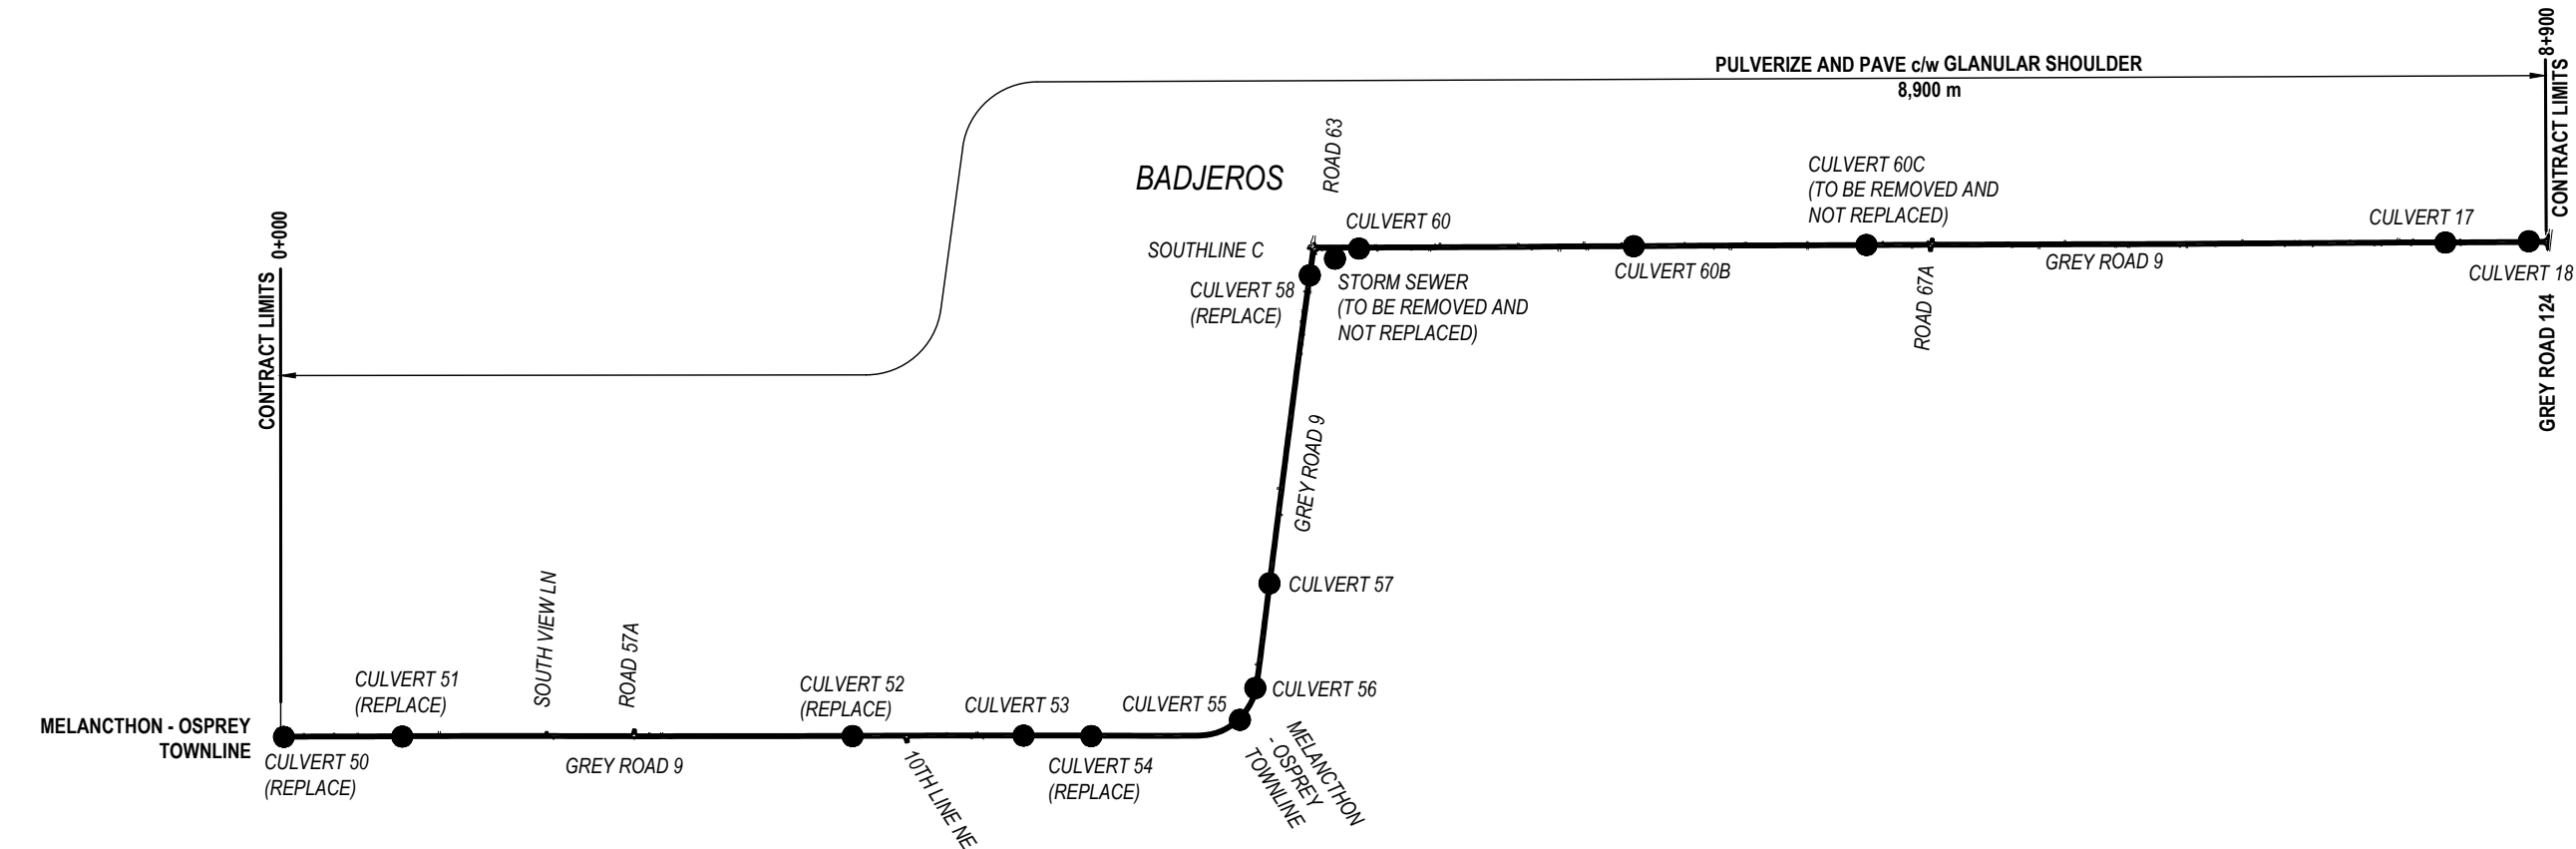 8+900
CONTRACT LIMITS
PULVERIZE AND PAVE c/w GLANULAR SHOULDER
8,900 m
ROAD 63
BADJEROS
CULVERT 60C
(TO BE REMOVED AND
NOT REPLACED)
CULVERT 60
CULVERT 17
0+000
CONTRACT LIMITS
SOUTHLINE C
CULVERT 60B
GREY ROAD 9
CULVERT 18
CULVERT 58
(REPLACE)
STORM SEWER
(TO BE REMOVED AND
NOT REPLACED)
ROAD 67A
GREY ROAD 124
GREY ROAD 9
CULVERT 57
SOUTH VIEW LN
ROAD 57A
CULVERT 51
(REPLACE)
CULVERT 52
(REPLACE)
CULVERT 53
CULVERT 55
CULVERT 56
MELANCTHON - OSPREY
TOWNLINE
CULVERT 50
(REPLACE)
GREY ROAD 9
10TH LINE NE
CULVERT 54
(REPLACE)
MELANCTHON
- OSPREY
TOWNLINE